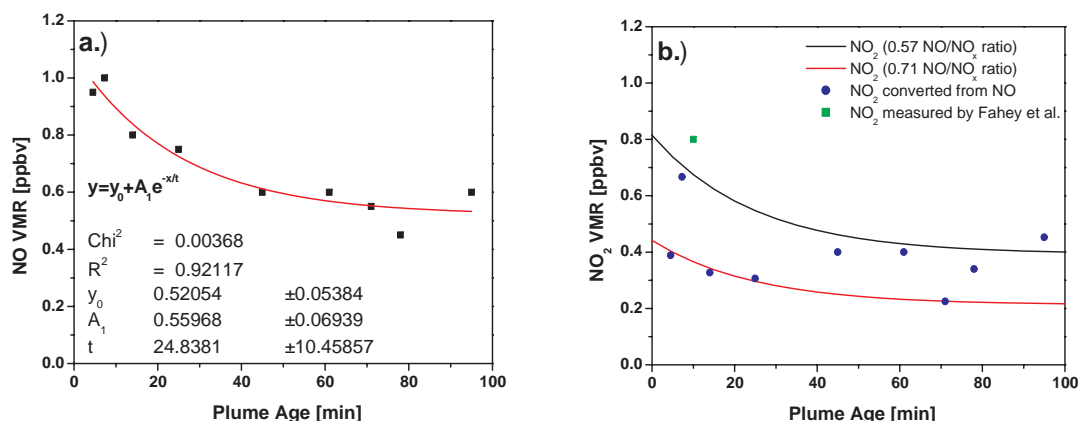 a.)
1.2
1.0
0.8
0.6
0.4
0.2
0.0
NO VMR [ppbv]
y=y₀+A₁e^-x/t
Chi² = 0.00368
R² = 0.92117
y₀ 0.52054 ±0.05384
A₁ 0.55968 ±0.06939
t 24.8381 ±10.45857
0 20 40 60 80 100
Plume Age [min]
b.)
1.2
1.0
0.8
0.6
0.4
0.2
0.0
NO₂ VMR [ppbv]
NO₂ (0.57 NO/NOₓ ratio)
NO₂ (0.71 NO/NOₓ ratio)
NO₂ converted from NO
NO₂ measured by Fahey et al.
0 20 40 60 80 100
Plume Age [min]